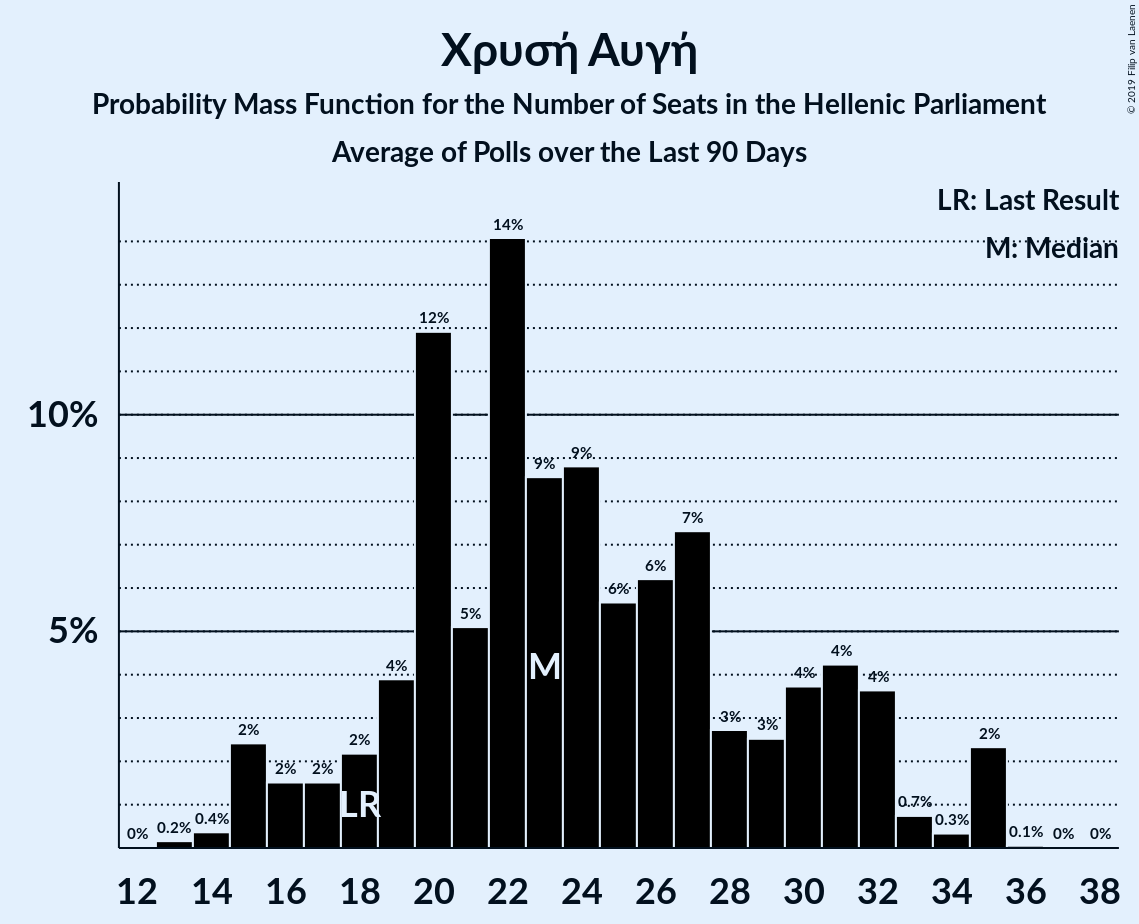 Χρυσή Αυγή
Probability Mass Function for the Number of Seats in the Hellenic Parliament
Average of Polls over the Last 90 Days
© 2019 Filip van Laenen
LR: Last Result
M: Median
10%
5%
0% 0.2% 0.4% 2% 2% 2% 2% 4% 12% 5% 14% 9% 9% 6% 6% 7% 3% 3% 4% 4% 4% 0.7% 0.3% 2% 0.1% 0% 0%
M
LR
12 14 16 18 20 22 24 26 28 30 32 34 36 38